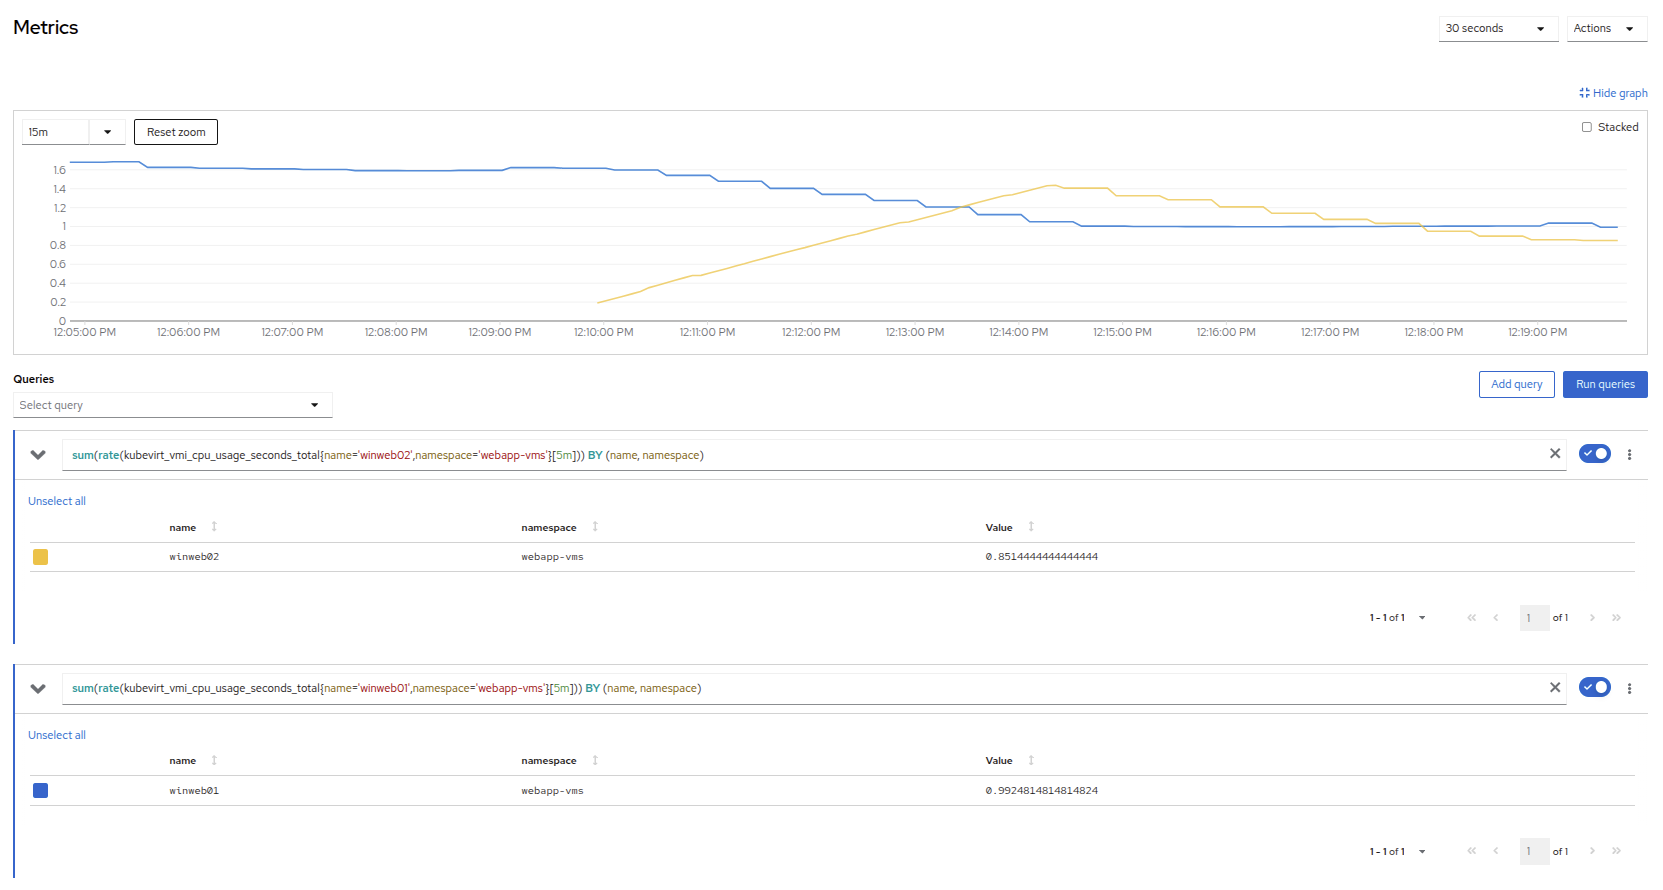 Metrics
30 seconds
Actions
Hide graph
15m
Reset zoom
Stacked
1.6
1.4
1.2
1
0.8
0.6
0.4
0.2
0
12:05:00 PM 12:06:00 PM 12:07:00 PM 12:08:00 PM 12:09:00 PM 12:10:00 PM 12:11:00 PM 12:12:00 PM 12:13:00 PM 12:14:00 PM 12:15:00 PM 12:16:00 PM 12:17:00 PM 12:18:00 PM 12:19:00 PM
Queries
Add query
Run queries
Select query
sum(rate(kubevirt_vmi_cpu_usage_seconds_total{name='winweb02',namespace='webapp-vms'}[5m])) BY (name, namespace)
Unselect all
name namespace Value
winweb02 webapp-vms 0.8514444444444444
1 - 1 of 1 « ‹ 1 of 1 › »
sum(rate(kubevirt_vmi_cpu_usage_seconds_total{name='winweb01',namespace='webapp-vms'}[5m])) BY (name, namespace)
Unselect all
name namespace Value
winweb01 webapp-vms 0.9924814814814824
1 - 1 of 1 « ‹ 1 of 1 › »